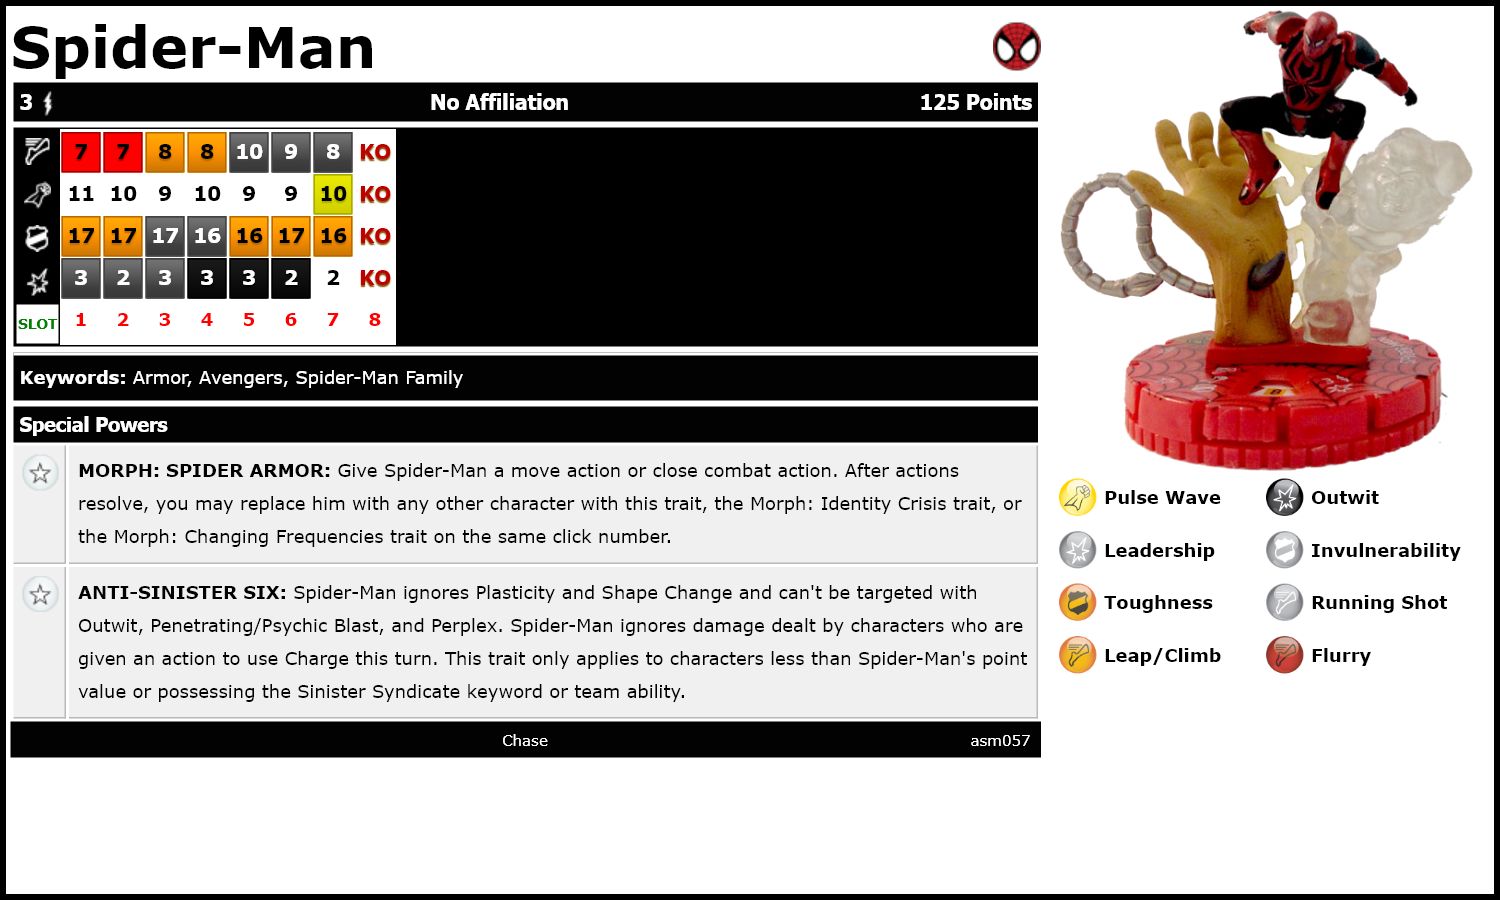 Spider-Man
3 No Affiliation 125 Points
7 7 8 8 10 9 8 KO
11 10 9 10 9 9 10 KO
17 17 17 16 16 17 16 KO
3 2 3 3 3 2 2 KO
SLOT 1 2 3 4 5 6 7 8
Keywords: Armor, Avengers, Spider-Man Family
Special Powers
MORPH: SPIDER ARMOR: Give Spider-Man a move action or close combat action. After actions
resolve, you may replace him with any other character with this trait, the Morph: Identity Crisis trait, or
the Morph: Changing Frequencies trait on the same click number.
ANTI-SINISTER SIX: Spider-Man ignores Plasticity and Shape Change and can't be targeted with
Outwit, Penetrating/Psychic Blast, and Perplex. Spider-Man ignores damage dealt by characters who are
given an action to use Charge this turn. This trait only applies to characters less than Spider-Man's point
value or possessing the Sinister Syndicate keyword or team ability.
Chase asm057
Pulse Wave Outwit
Leadership Invulnerability
Toughness Running Shot
Leap/Climb Flurry